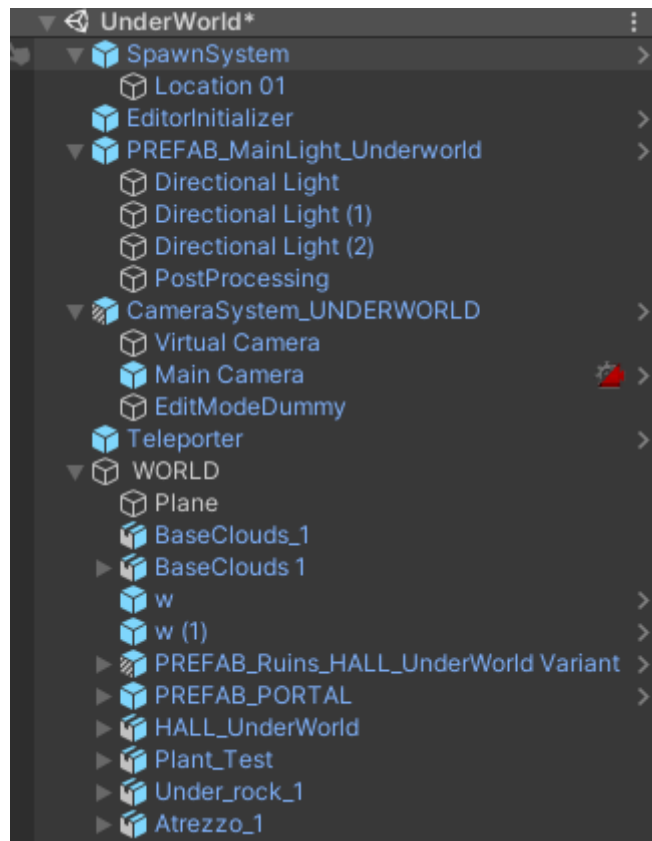 UnderWorld*
SpawnSystem
Location 01
EditorInitializer
PREFAB_MainLight_Underworld
Directional Light
Directional Light (1)
Directional Light (2)
PostProcessing
CameraSystem_UNDERWORLD
Virtual Camera
Main Camera
EditModeDummy
Teleporter
WORLD
Plane
BaseClouds_1
BaseClouds 1
w
w (1)
PREFAB_Ruins_HALL_UnderWorld Variant
PREFAB_PORTAL
HALL_UnderWorld
Plant_Test
Under_rock_1
Atrezzo_1